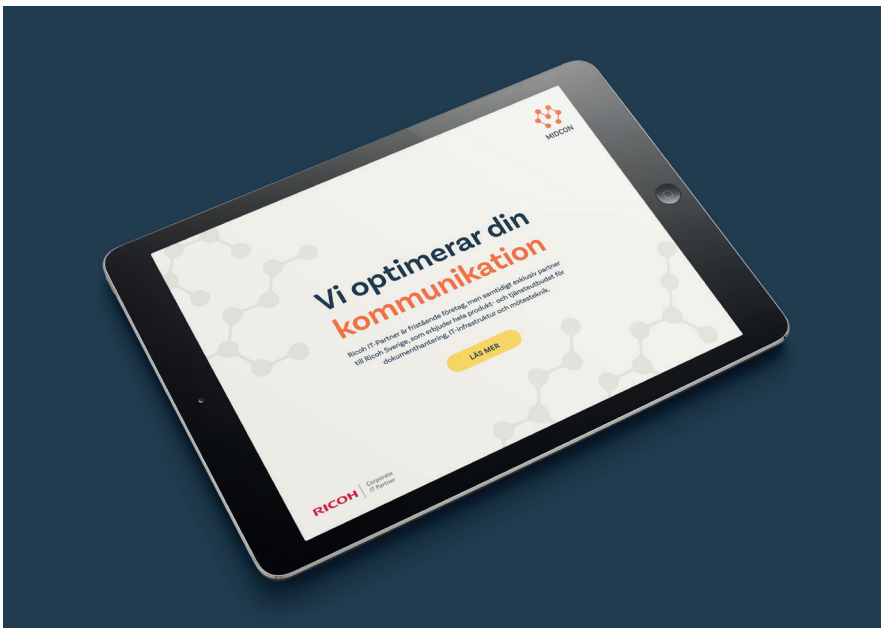 MIDCON
Vi optimerar din
kommunikation
Ricoh IT-Partner är fristående företag, men samtidigt exklusiv partner
till Ricoh Sverige, som erbjuder hela produkt- och tjänsteutbudet för
dokumenthantering, IT-infrastruktur och mötesteknik.
LÄS MER
RICOH
Corporate
IT Partner